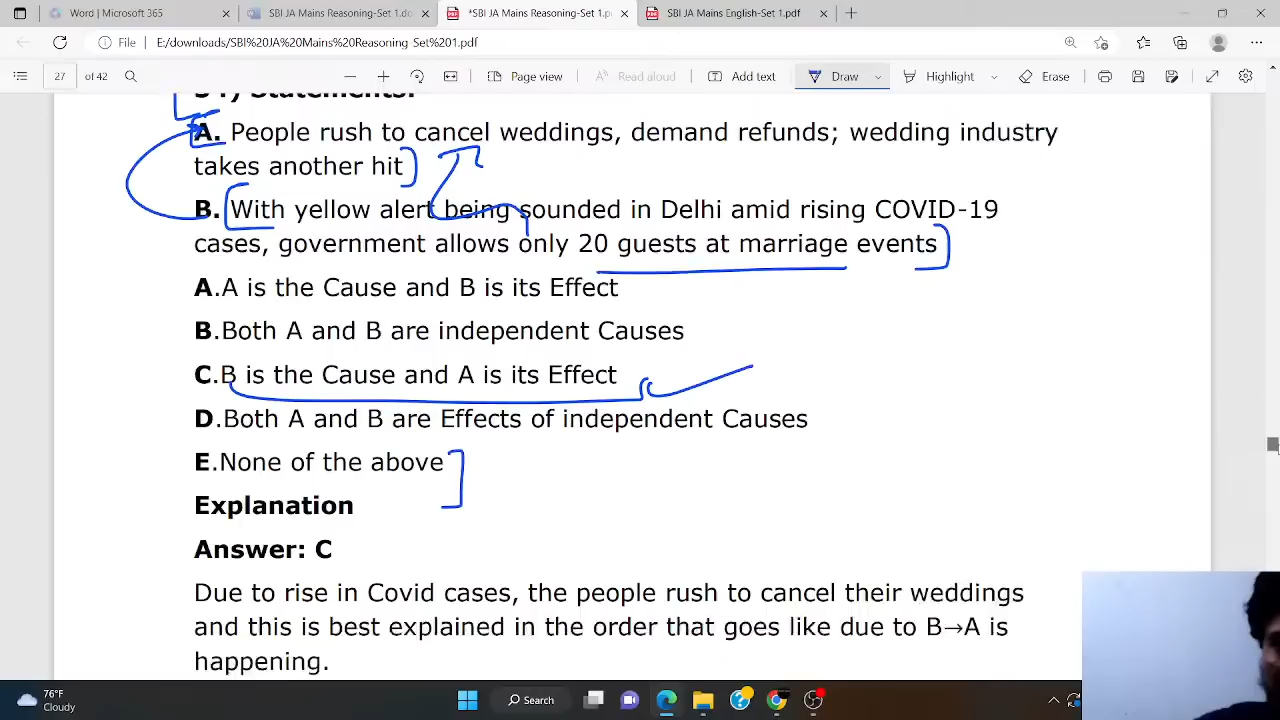 Word | Microsoft 365
SBI JA Mains Reasoning-Set 1.do
*SBI JA Mains Reasoning-Set 1.p
SBI JA Mains English-Set 1.pdf
File
E:/downloads/SBI%20JA%20Mains%20Reasoning Set%201.pdf
27 of 42
Page view
Read aloud
Add text
Draw
Highlight
Erase
Statements:
A. People rush to cancel weddings, demand refunds; wedding industry
takes another hit
B. With yellow alert being sounded in Delhi amid rising COVID-19
cases, government allows only 20 guests at marriage events
A.A is the Cause and B is its Effect
B.Both A and B are independent Causes
C.B is the Cause and A is its Effect
D.Both A and B are Effects of independent Causes
E.None of the above
Explanation
Answer: C
Due to rise in Covid cases, the people rush to cancel their weddings
and this is best explained in the order that goes like due to B→A is
happening.
76°F
Cloudy
Search